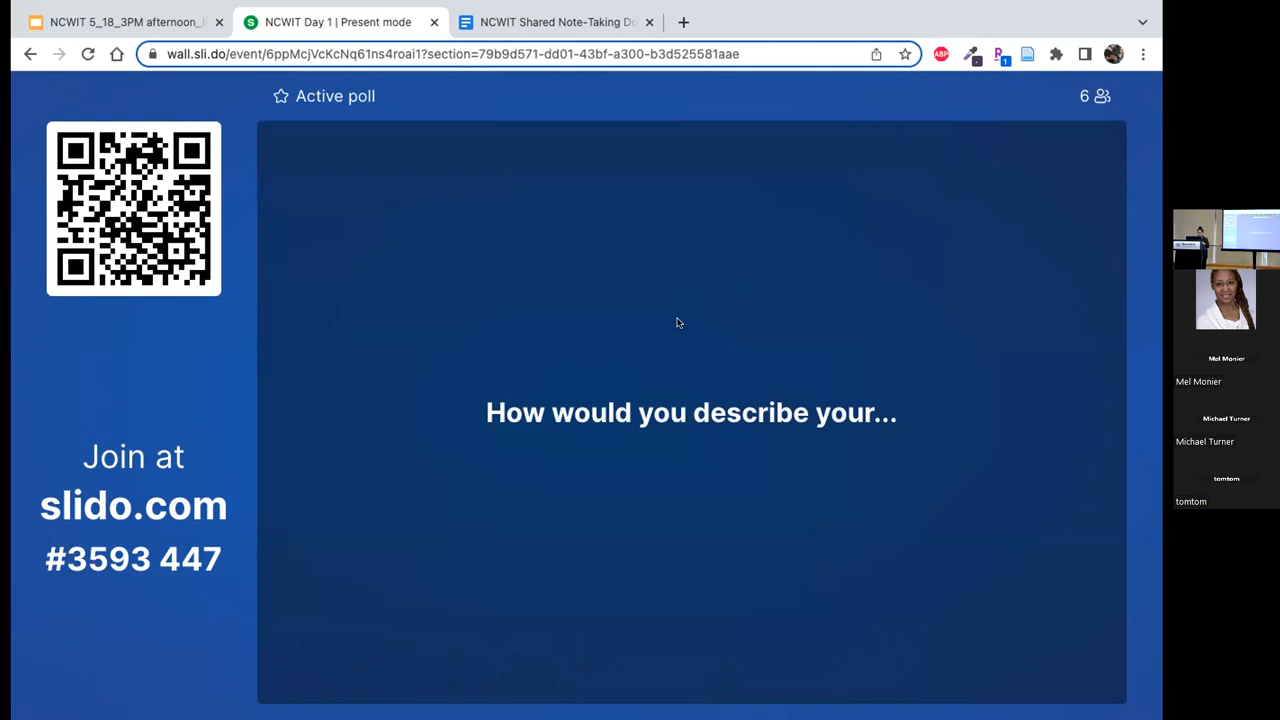 NCWIT 5_18_3PM afternoon_
NCWIT Day 1 | Present mode
NCWIT Shared Note-Taking Do
wall.sli.do/event/6ppMcjVcKcNq61ns4roai1?section=79b9d571-dd01-43bf-a300-b3d525581aae
ABP
1
Active poll
6
How would you describe your...
Join at
slido.com
#3593 447
Mel Monier
Mel Monier
Michael Turner
Michael Turner
tomtom
tomtom